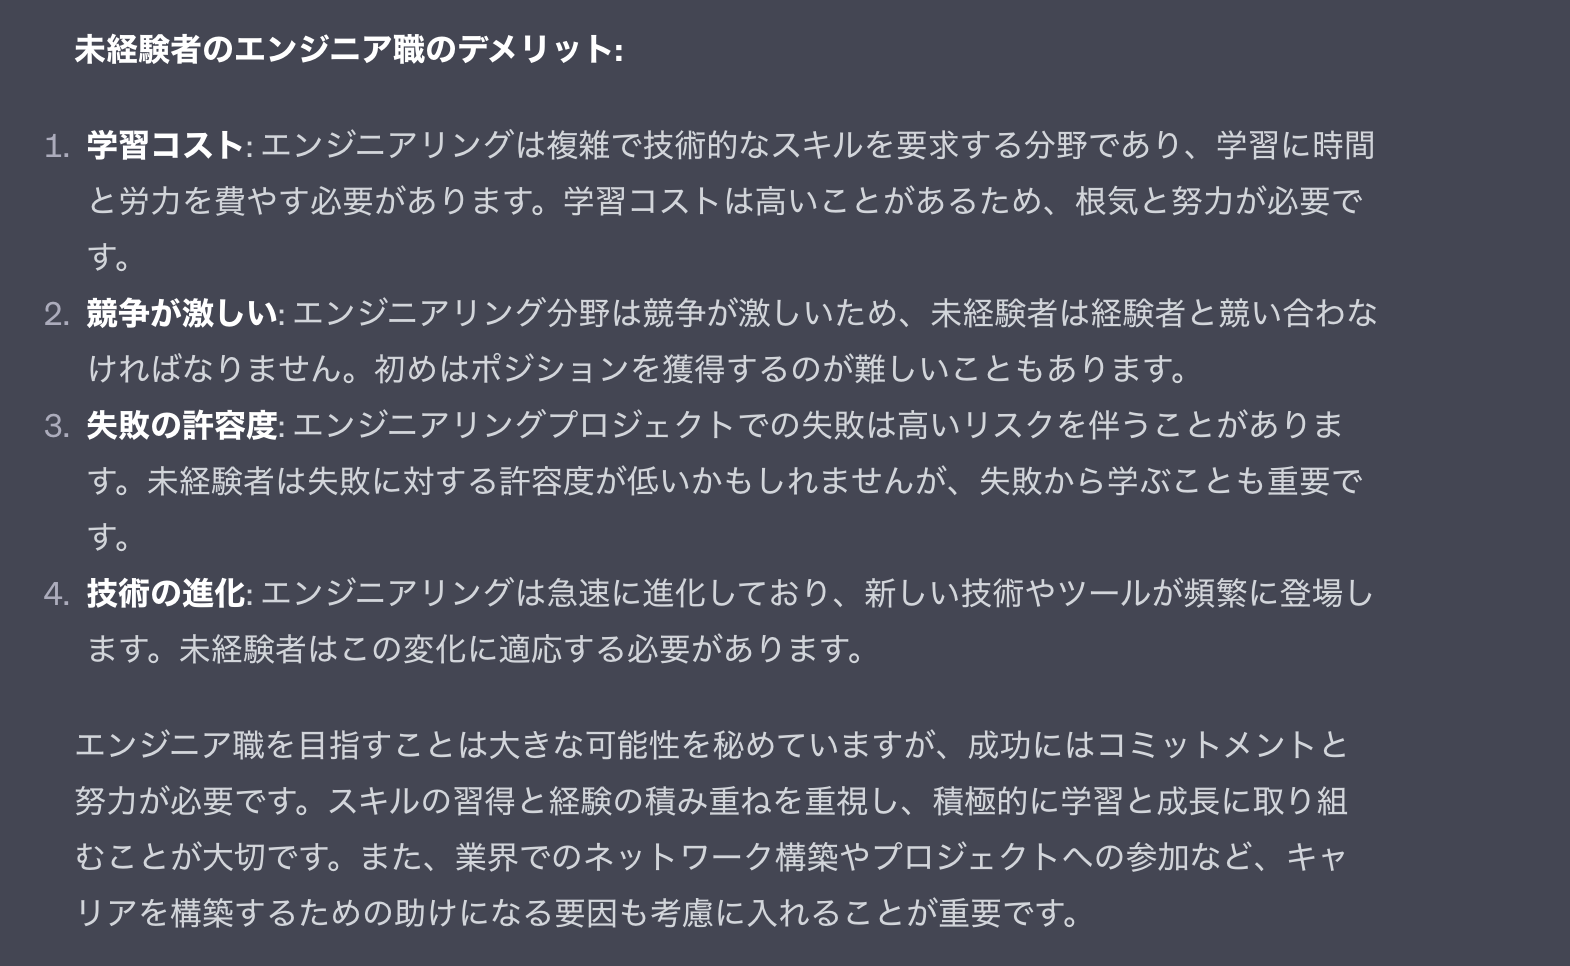 未経験者のエンジニア職のデメリット:
1. 学習コスト: エンジニアリングは複雑で技術的なスキルを要求する分野であり、学習に時間
と労力を費やす必要があります。学習コストは高いことがあるため、根気と努力が必要で
す。
2. 競争が激しい: エンジニアリング分野は競争が激しいため、未経験者は経験者と競い合わな
ければなりません。初めはポジションを獲得するのが難しいこともあります。
3. 失敗の許容度: エンジニアリングプロジェクトでの失敗は高いリスクを伴うことがありま
す。未経験者は失敗に対する許容度が低いかもしれませんが、失敗から学ぶことも重要で
す。
4. 技術の進化: エンジニアリングは急速に進化しており、新しい技術やツールが頻繁に登場し
ます。未経験者はこの変化に適応する必要があります。
エンジニア職を目指すことは大きな可能性を秘めていますが、成功にはコミットメントと
努力が必要です。スキルの習得と経験の積み重ねを重視し、積極的に学習と成長に取り組
むことが大切です。また、業界でのネットワーク構築やプロジェクトへの参加など、キャ
リアを構築するための助けになる要因も考慮に入れることが重要です。